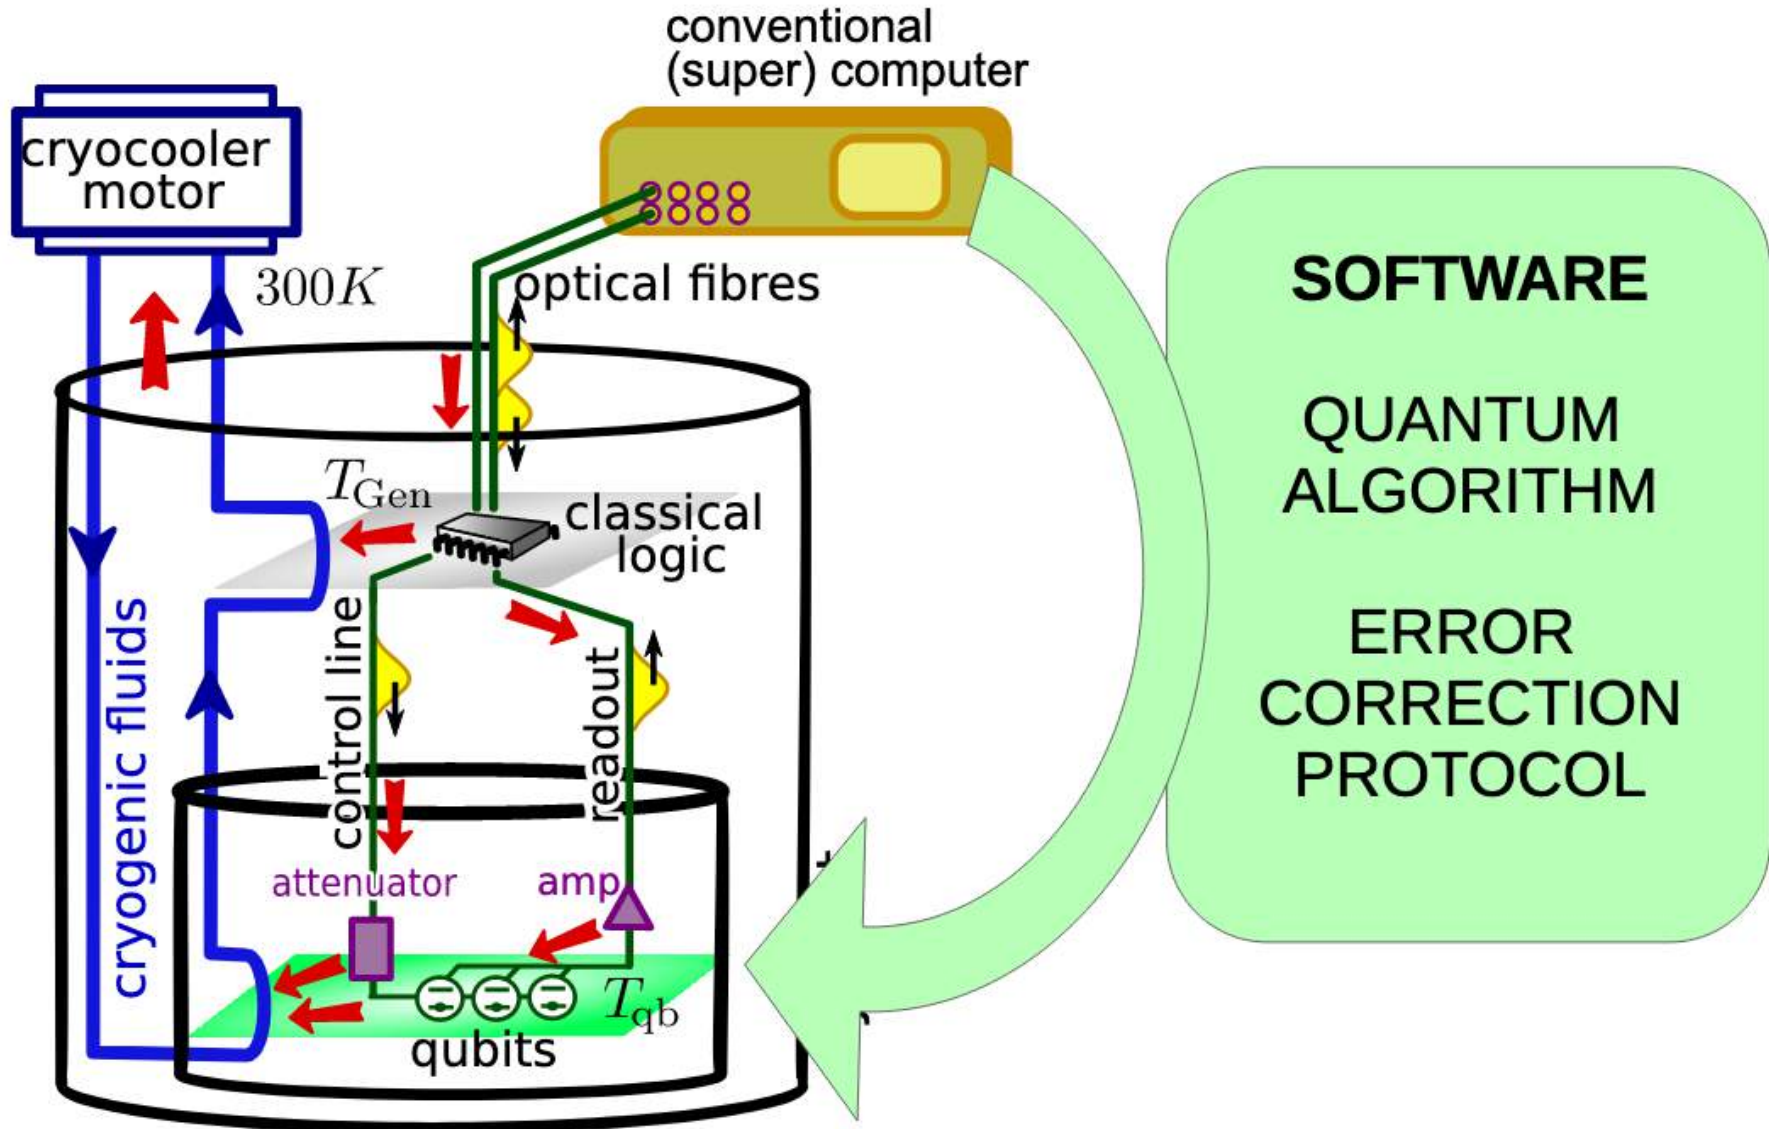 conventional
(super) computer
cryocooler
motor
300K
optical fibres
SOFTWARE
QUANTUM
ALGORITHM
ERROR
CORRECTION
PROTOCOL
T_Gen
classical
logic
cryogenic fluids
control line
readout
attenuator
amp
T_qb
qubits